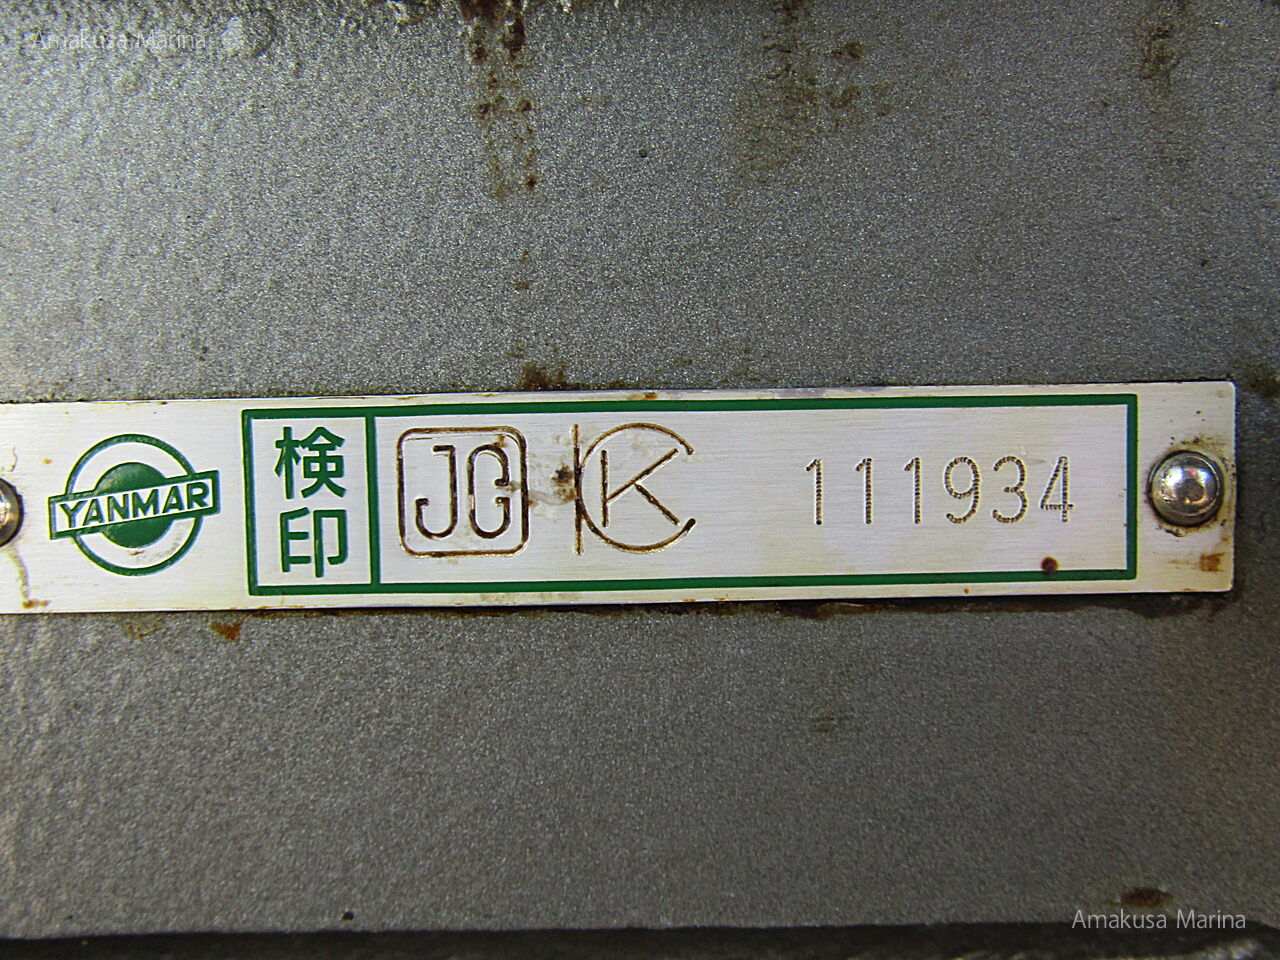 Amakusa Marina
YANMAR
検印
JG
K
111934
Amakusa Marina